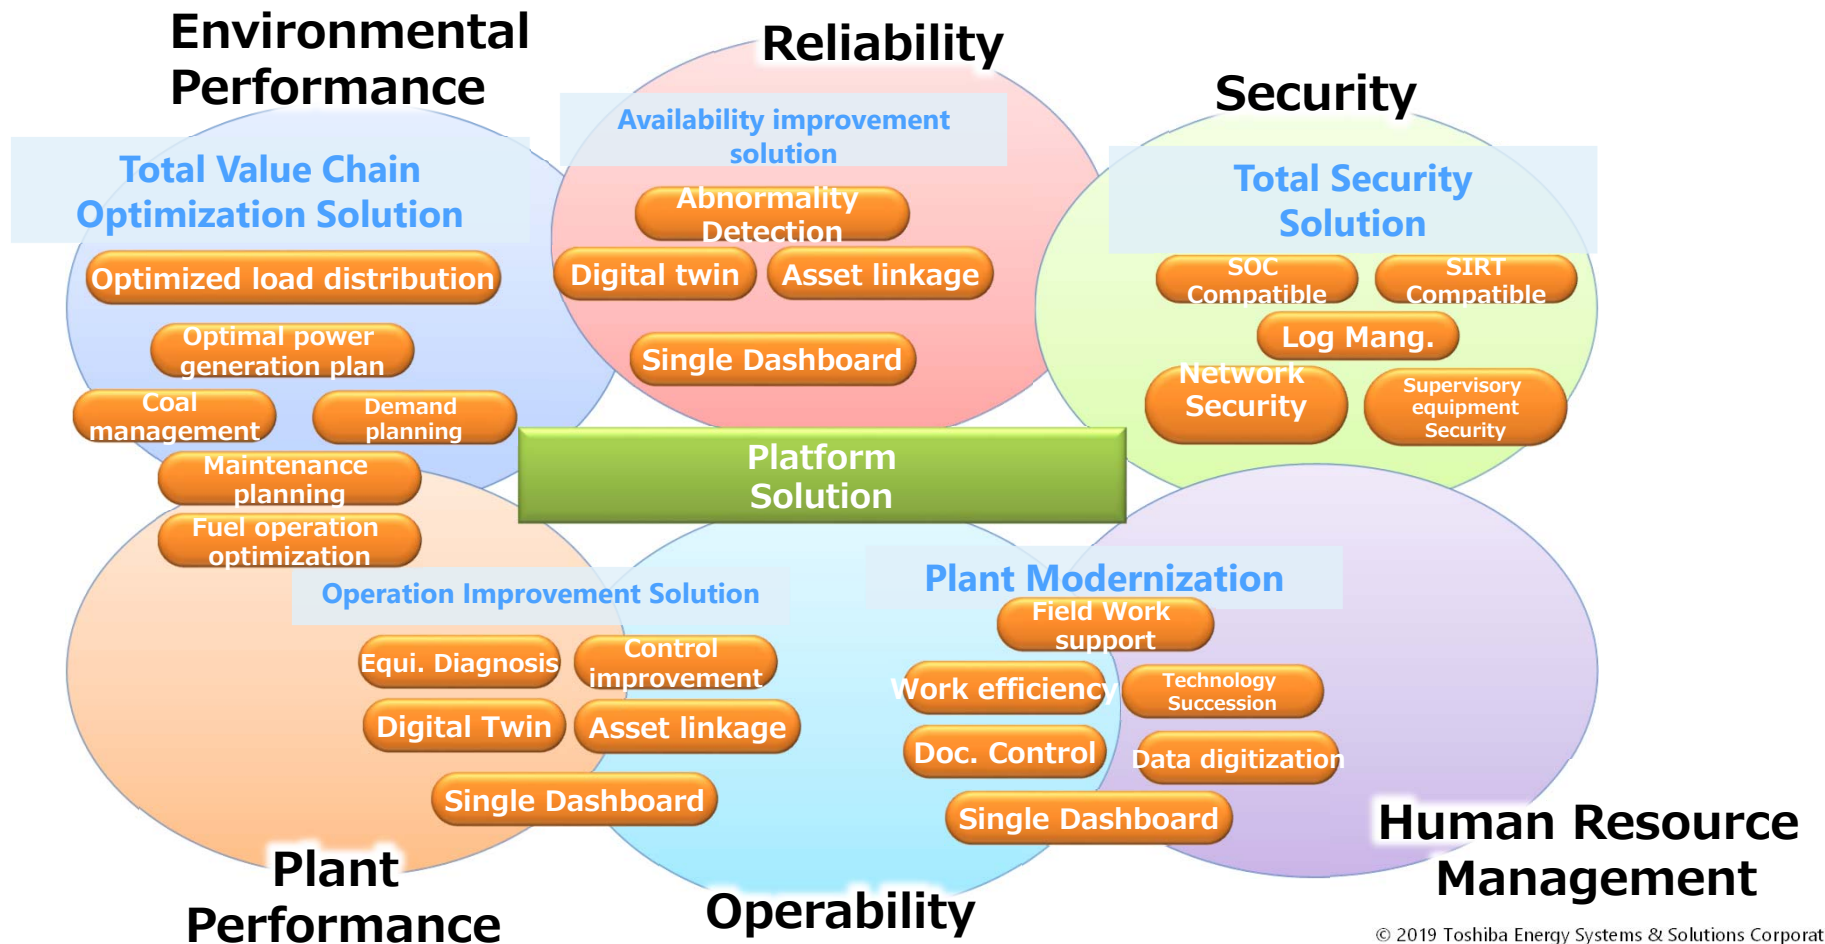 Environmental
Performance
Total Value Chain
Optimization Solution
Optimized load distribution
Optimal power
generation plan
Coal
management
Demand
planning
Maintenance
planning
Fuel operation
optimization
Reliability
Availability improvement
solution
Abnormality
Detection
Digital twin
Asset linkage
Single Dashboard
Security
Total Security
Solution
SOC
Compatible
SIRT
Compatible
Log Mang.
Network
Security
Supervisory
equipment
Security
Platform
Solution
Operation Improvement Solution
Equi. Diagnosis
Control
improvement
Digital Twin
Asset linkage
Single Dashboard
Plant
Performance
Operability
Plant Modernization
Field Work
support
Work efficiency
Technology
Succession
Doc. Control
Data digitization
Single Dashboard
Human Resource
Management
© 2019 Toshiba Energy Systems & Solutions Corporat